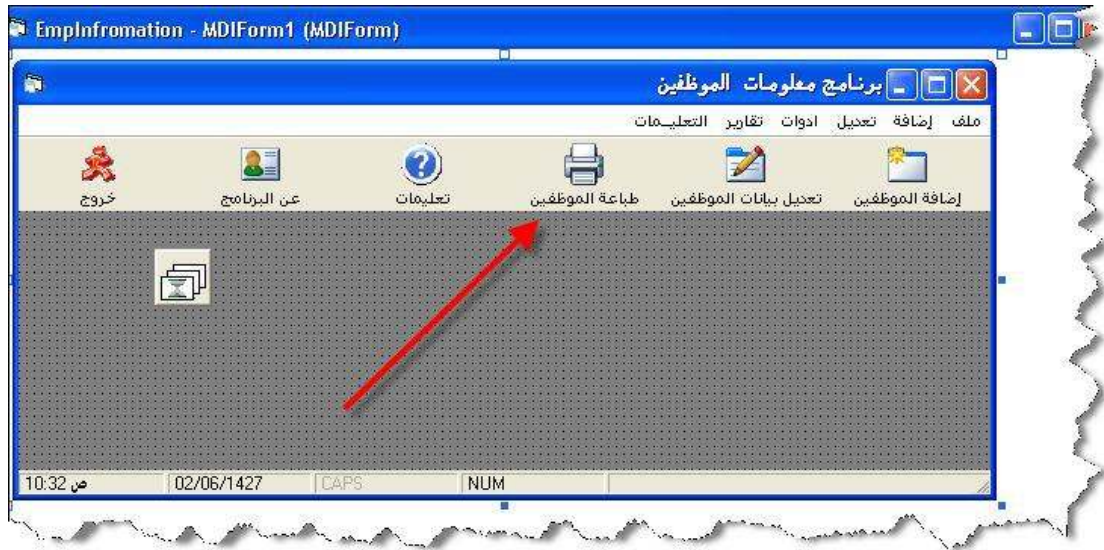 EmpInfromation - MDIForm1 (MDIForm)
برنامج معلومات الموظفين
ملف إضافة تعديل ادوات تقارير التعليـمات
إضافة الموظفين تعديل بيانات الموظفين طباعة الموظفين تعليمات عن البرنامج خروج
10:32 ص 02/06/1427 CAPS NUM